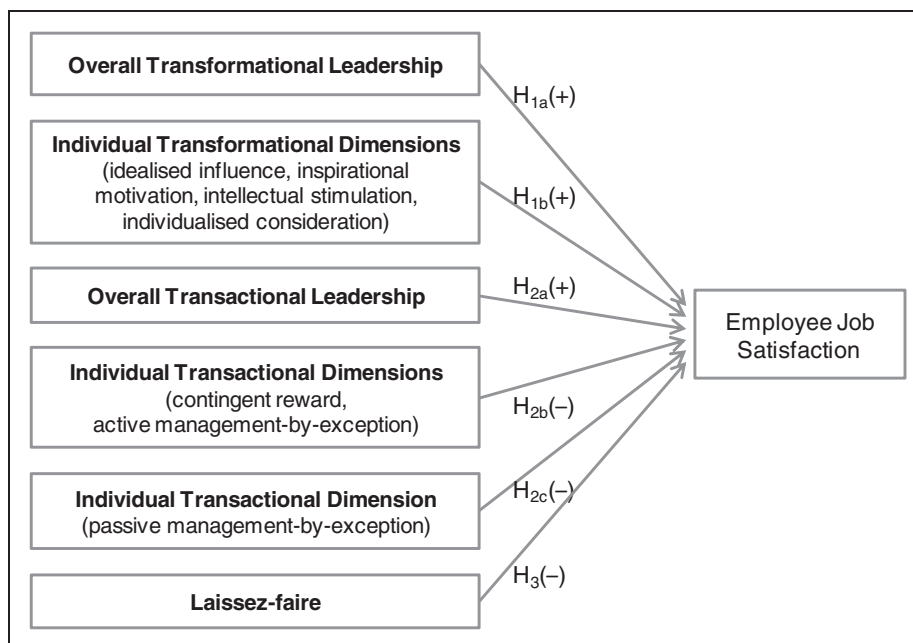 Overall Transformational Leadership
H1a(+)
Individual Transformational Dimensions
(idealised influence, inspirational
motivation, intellectual stimulation,
individualised consideration)
H1b(+)
Overall Transactional Leadership
H2a(+)
Employee Job
Satisfaction
Individual Transactional Dimensions
(contingent reward,
active management-by-exception)
H2b(–)
Individual Transactional Dimension
(passive management-by-exception)
H2c(–)
Laissez-faire
H3(–)